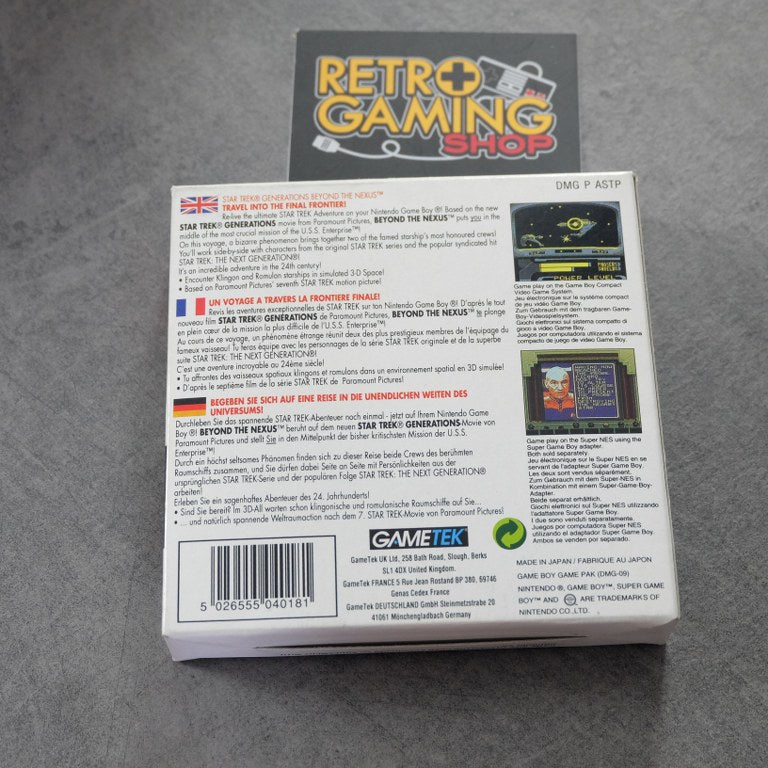 RETRO
GAMING
SHOP
DMG P ASTP
STAR TREK® GENERATIONS BEYOND THE NEXUS™
TRAVEL INTO THE FINAL FRONTIER!
Re-live the ultimate STAR TREK Adventure on your Nintendo Game Boy ®! Based on the new
STAR TREK® GENERATIONS movie from Paramount Pictures, BEYOND THE NEXUS™ puts you in the
middle of the most crucial mission of the U.S.S. Enterprise™!
On this voyage, a bizarre phenomenon brings together two of the famed starship's most honoured crews!
You'll work side-by-side with characters from the original STAR TREK series and the popular syndicated hit
STAR TREK: THE NEXT GENERATION®!
It's an incredible adventure in the 24th century!
• Encounter Klingon and Romulon starships in simulated 3-D Space!
• Based on Paramount Pictures' seventh STAR TREK motion picture!
UN VOYAGE A TRAVERS LA FRONTIERE FINALE!
Revis les aventures exceptionnelles de STAR TREK sur ton Nintendo Game Boy ®! D'après le tout
nouveau film STAR TREK® GENERATIONS de Paramount Pictures, BEYOND THE NEXUS™ te plonge
en plein cœur de la mission la plus difficile de l'U.S.S. Enterprise™!
Au cours de ce voyage, un phénomène étrange réunit deux des plus prestigieux membres de l'équipage du
fameux vaisseau! Tu feras équipe avec les personnages de la série STAR TREK originale et de la superbe
suite STAR TREK: THE NEXT GENERATION®!
C'est une aventure incroyable au 24ème siècle!
• Tu affrontes des vaisseaux spatiaux klingons et romulons dans un environnement spatial en 3D simulée!
• D'après le septième film de la série STAR TREK de Paramount Pictures!
BEGEBEN SIE SICH AUF EINE REISE IN DIE UNENDLICHEN WEITEN DES
UNIVERSUMS!
Durchleben Sie das spannende STAR TREK-Abenteuer noch einmal - jetzt auf Ihrem Nintendo Game
Boy ®! BEYOND THE NEXUS™ beruht auf dem neuen STAR TREK® GENERATIONS-Movie von
Paramount Pictures und stellt Sie in den Mittelpunkt der bisher kritischsten Mission der U.S.S.
Enterprise™!
Durch ein höchst seltsames Phänomen finden sich zu dieser Reise beide Crews des berühmten
Raumschiffs zusammen, und Sie dürfen dabei Seite an Seite mit Persönlichkeiten aus der
ursprünglichen STAR TREK-Serie und der populären Folge STAR TREK: THE NEXT GENERATION®
arbeiten!
Erleben Sie ein sagenhaftes Abenteuer des 24. Jahrhunderts!
• Sind Sie bereit? Im 3D-All warten schon klingonische und romulanische Raumschiffe auf Sie...
• ... und natürlich spannende Weltraumaction nach dem 7. STAR TREK-Movie von Paramount Pictures!
POWER LEVEL
Game play on the Game Boy Compact
Video Game System.
Jeu électronique sur le système compact
de jeu vidéo Game Boy.
Zum Gebrauch mit dem tragbaren Game-
Boy-Videospielsystem.
Giochi elettronici sul sistema compatto di
gioco a video Game Boy.
Juegos por computadora utilizando el sistema
compacto de juego de video Game Boy.
Game play on the Super NES using the
Super Game Boy adapter.
Both sold separately.
Jeu électronique sur le Super NES en se
servant de l'adaptateur Super Game Boy.
Les deux sont vendus séparément.
Zum Gebrauch mit dem Super-NES in
Kombination mit einem Super-Game-Boy-
Adapter.
Beide separat erhältlich.
Giochi elettronici sul Super NES utilizzando
l'adattatore Super Game Boy.
I due sono venduti separatamente.
Juegos por computadora Super NES
utilizando el adaptador Super Game Boy.
Ambos se venden por separado.
GAMETEK
GameTek UK Ltd, 258 Bath Road, Slough, Berks
SL1 4DX United Kingdom.
GameTek FRANCE 5 Rue Jean Rostand BP 380, 69746
Genas Cedex France
GameTek DEUTSCHLAND GmbH Steinmetzstraße 20
41061 Mönchengladbach Germany
5 026555 040181
MADE IN JAPAN / FABRIQUE AU JAPON
GAME BOY GAME PAK (DMG-09)
NINTENDO ®, GAME BOY™, SUPER GAME
BOY™ AND ARE TRADEMARKS OF
NINTENDO CO., LTD.